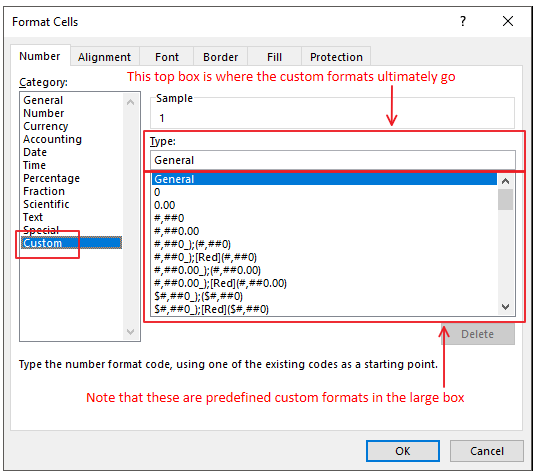 Format Cells
? ×
Number Alignment Font Border Fill Protection
This top box is where the custom formats ultimately go
Category:
General
Number
Currency
Accounting
Date
Time
Percentage
Fraction
Scientific
Text
Special
Custom
Sample
1
Type:
General
General
0
0.00
#,##0
#,##0.00
#,##0_);(#,##0)
#,##0_);[Red](#,##0)
#,##0.00_);(#,##0.00)
#,##0.00_);[Red](#,##0.00)
$#,##0_);($#,##0)
$#,##0_);[Red]($#,##0)
Delete
Type the number format code, using one of the existing codes as a starting point.
Note that these are predefined custom formats in the large box
OK Cancel